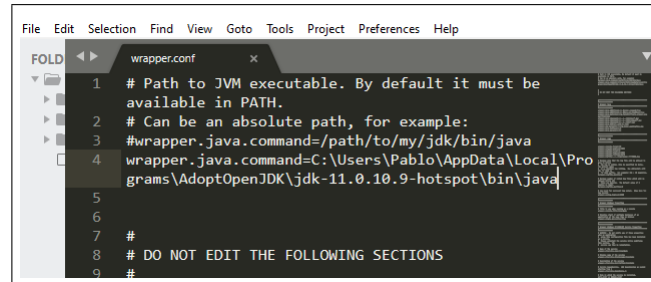 File Edit Selection Find View Goto Tools Project Preferences Help
FOLD
wrapper.conf ×
1 # Path to JVM executable. By default it must be
available in PATH.
2 # Can be an absolute path, for example:
3 #wrapper.java.command=/path/to/my/jdk/bin/java
4 wrapper.java.command=C:\Users\Pablo\AppData\Local\Pro
grams\AdoptOpenJDK\jdk-11.0.10.9-hotspot\bin\java
5
6
7 #
8 # DO NOT EDIT THE FOLLOWING SECTIONS
9 #